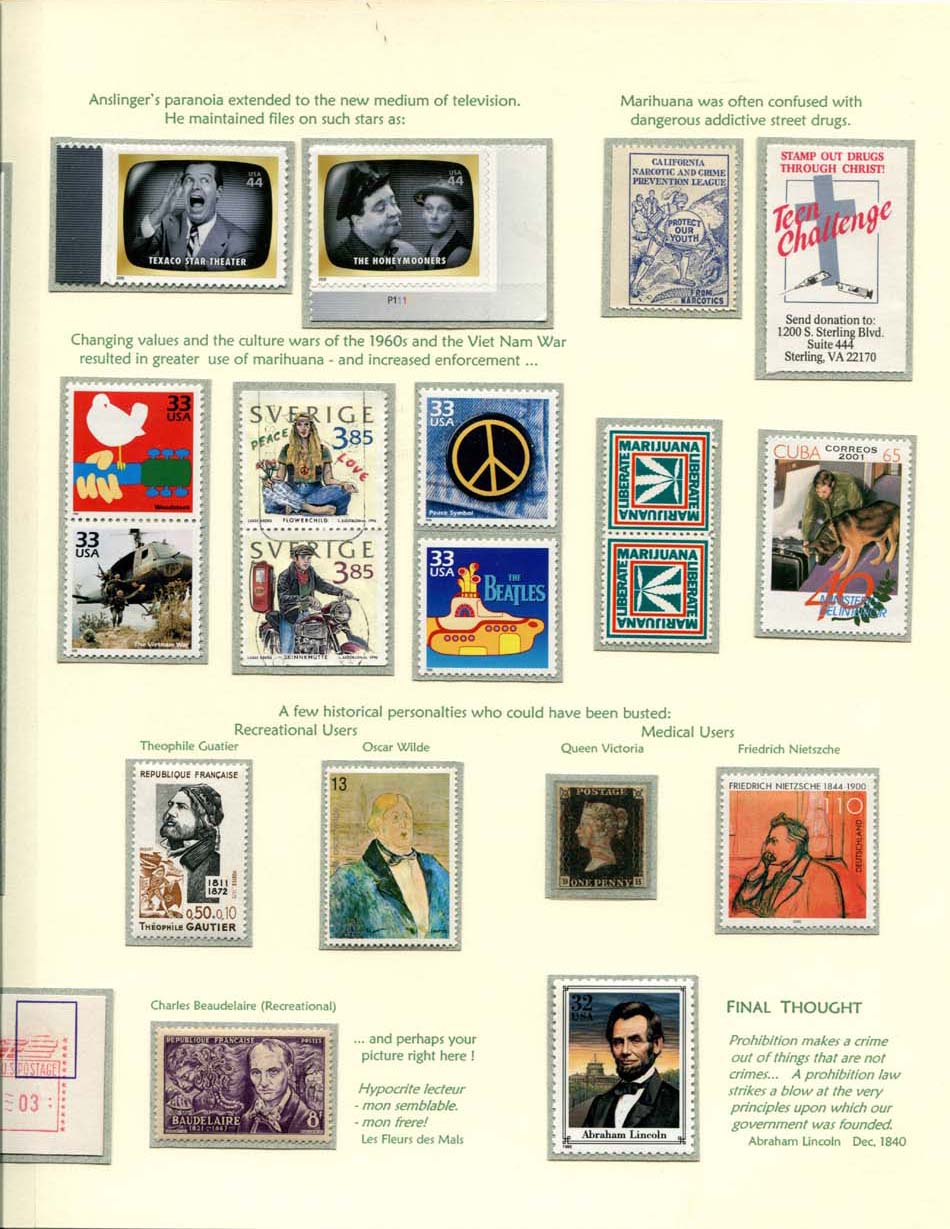 Anslinger's paranoia extended to the new medium of television.
He maintained files on such stars as:
Marihuana was often confused with
dangerous addictive street drugs.
USA
44
TEXACO STAR THEATER
USA
44
THE HONEYMOONERS
P1111
CALIFORNIA
NARCOTIC AND CRIME
PREVENTION LEAGUE
PROTECT
OUR
YOUTH
FROM
NARCOTICS
STAMP OUT DRUGS
THROUGH CHRIST!
Teen
Challenge
Send donation to:
1200 S. Sterling Blvd.
Suite 444
Sterling, VA 22170
Changing values and the culture wars of the 1960s and the Viet Nam War
resulted in greater use of marihuana - and increased enforcement ...
33
USA
Woodstock
33
USA
The Vietnam War
SVERIGE
PEACE
3.85
LOVE
FLOWERCHILD
SVERIGE
3.85
SKINNKNUTTE
33
USA
Peace Symbol
33
USA
THE
BEATLES
MARIJUANA
LIBERATE
LIBERATE
MARIJUANA
MARIJUANA
LIBERATE
LIBERATE
MARIJUANA
CUBA CORREOS 65
2001
40
A few historical personalties who could have been busted:
Recreational Users
Medical Users
Theophile Guatier
Oscar Wilde
Queen Victoria
Friedrich Nietszche
REPUBLIQUE FRANÇAISE
1811
1872
0,50+0,10
THÉOPHILE GAUTIER
13
POSTAGE
ONE PENNY
FRIEDRICH NIETZSCHE 1844-1900
110
DEUTSCHLAND
U.S. POSTAGE
03
Charles Beaudelaire (Recreational)
REPUBLIQUE FRANÇAISE
POSTES
BAUDELAIRE
1821-1867
8F
... and perhaps your
picture right here !
Hypocrite lecteur
- mon semblable.
- mon frere!
Les Fleurs des Mals
32
USA
Abraham Lincoln
FINAL THOUGHT
Prohibition makes a crime
out of things that are not
crimes... A prohibition law
strikes a blow at the very
principles upon which our
government was founded.
Abraham Lincoln Dec, 1840